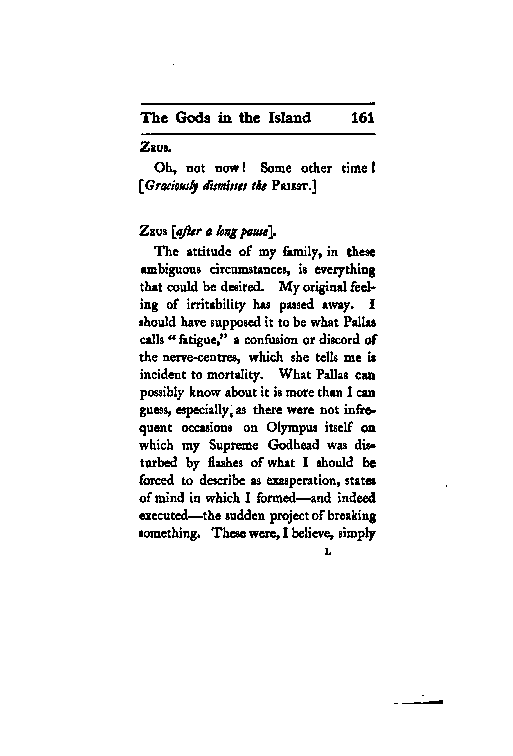 The Gods in the Island 161
Zeus.
Oh, not now! Some other time!
[Graciously dismisses the Priest.]
Zeus [after a long pause].
The attitude of my family, in these
ambiguous circumstances, is everything
that could be desired. My original feel-
ing of irritability has passed away. I
should have supposed it to be what Pallas
calls “fatigue,” a confusion or discord of
the nerve-centres, which she tells me is
incident to mortality. What Pallas can
possibly know about it is more than I can
guess, especially, as there were not infre-
quent occasions on Olympus itself on
which my Supreme Godhead was dis-
turbed by flashes of what I should be
forced to describe as exasperation, states
of mind in which I formed—and indeed
executed—the sudden project of breaking
something. These were, I believe, simply
L